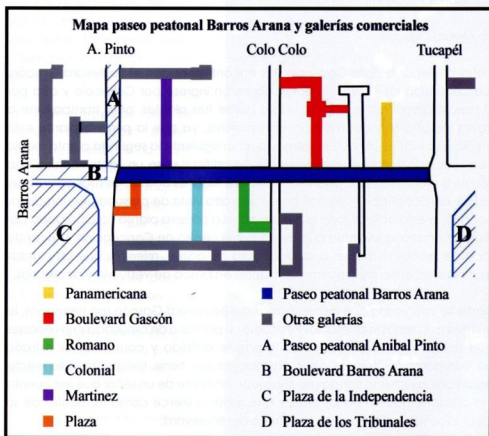 Mapa paseo peatonal Barros Arana y galerías comerciales
A. Pinto Colo Colo Tucapél
A
Barros Arana
B
C
D
Panamericana
Boulevard Gascón
Romano
Colonial
Martinez
Plaza
Paseo peatonal Barros Arana
Otras galerías
A Paseo peatonal Anibal Pinto
B Boulevard Barros Arana
C Plaza de la Independencia
D Plaza de los Tribunales